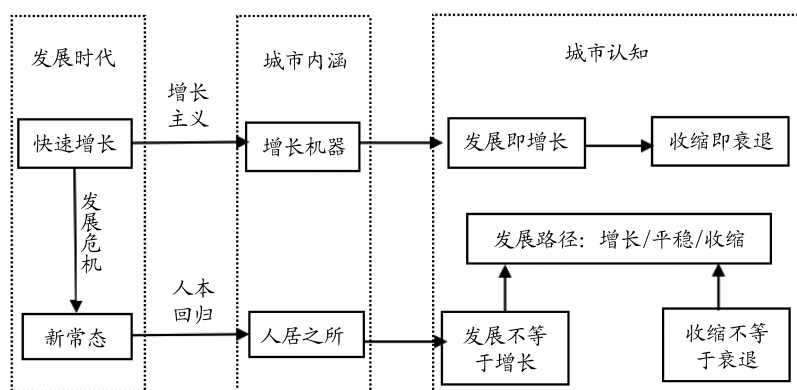 发展时代
城市内涵
城市认知
增长
主义
快速增长
增长机器
发展即增长
收缩即衰退
发展危机
发展路径：增长/平稳/收缩
人本
回归
新常态
人居之所
发展不等
于增长
收缩不等
于衰退